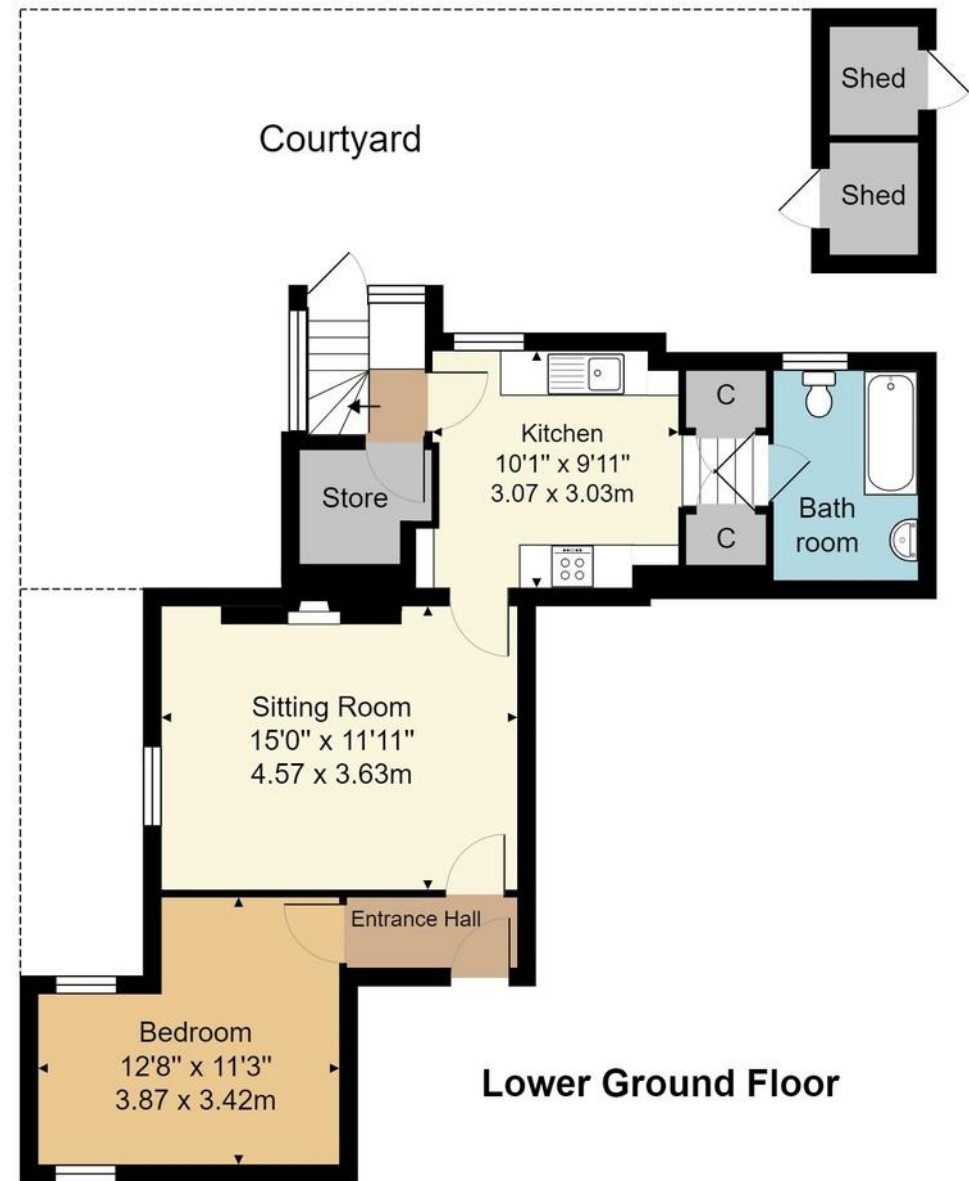 Shed
Courtyard
Shed
Kitchen
10'1" x 9'11"
3.07 x 3.03m
C
Store
Bath
room
C
Sitting Room
15'0" x 11'11"
4.57 x 3.63m
Entrance Hall
Bedroom
12'8" x 11'3"
3.87 x 3.42m
Lower Ground Floor